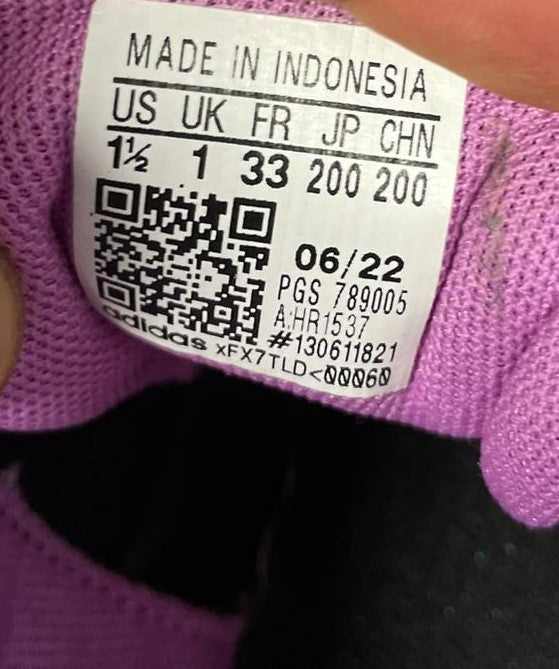 MADE IN INDONESIA
US UK FR JP CHN
1½ 1 33 200 200
06/22
PGS 789005
A:HR1537
#130611821
adidas xFX7TLD<00060